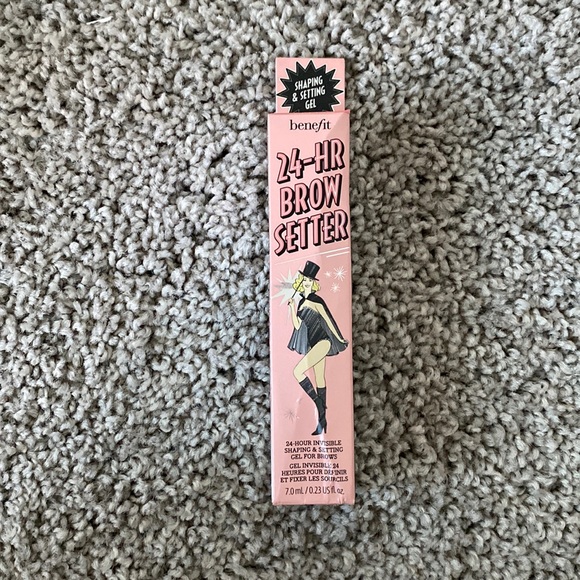 SHAPING
& SETTING
GEL
benefit
24-HR
BROW
SETTER
24-HOUR INVISIBLE
SHAPING & SETTING
GEL FOR BROWS
GEL INVISIBLE 24
HEURES POUR DÉFINIR
ET FIXER LES SOURCILS
7.0 mL / 0.23 US fl. oz.